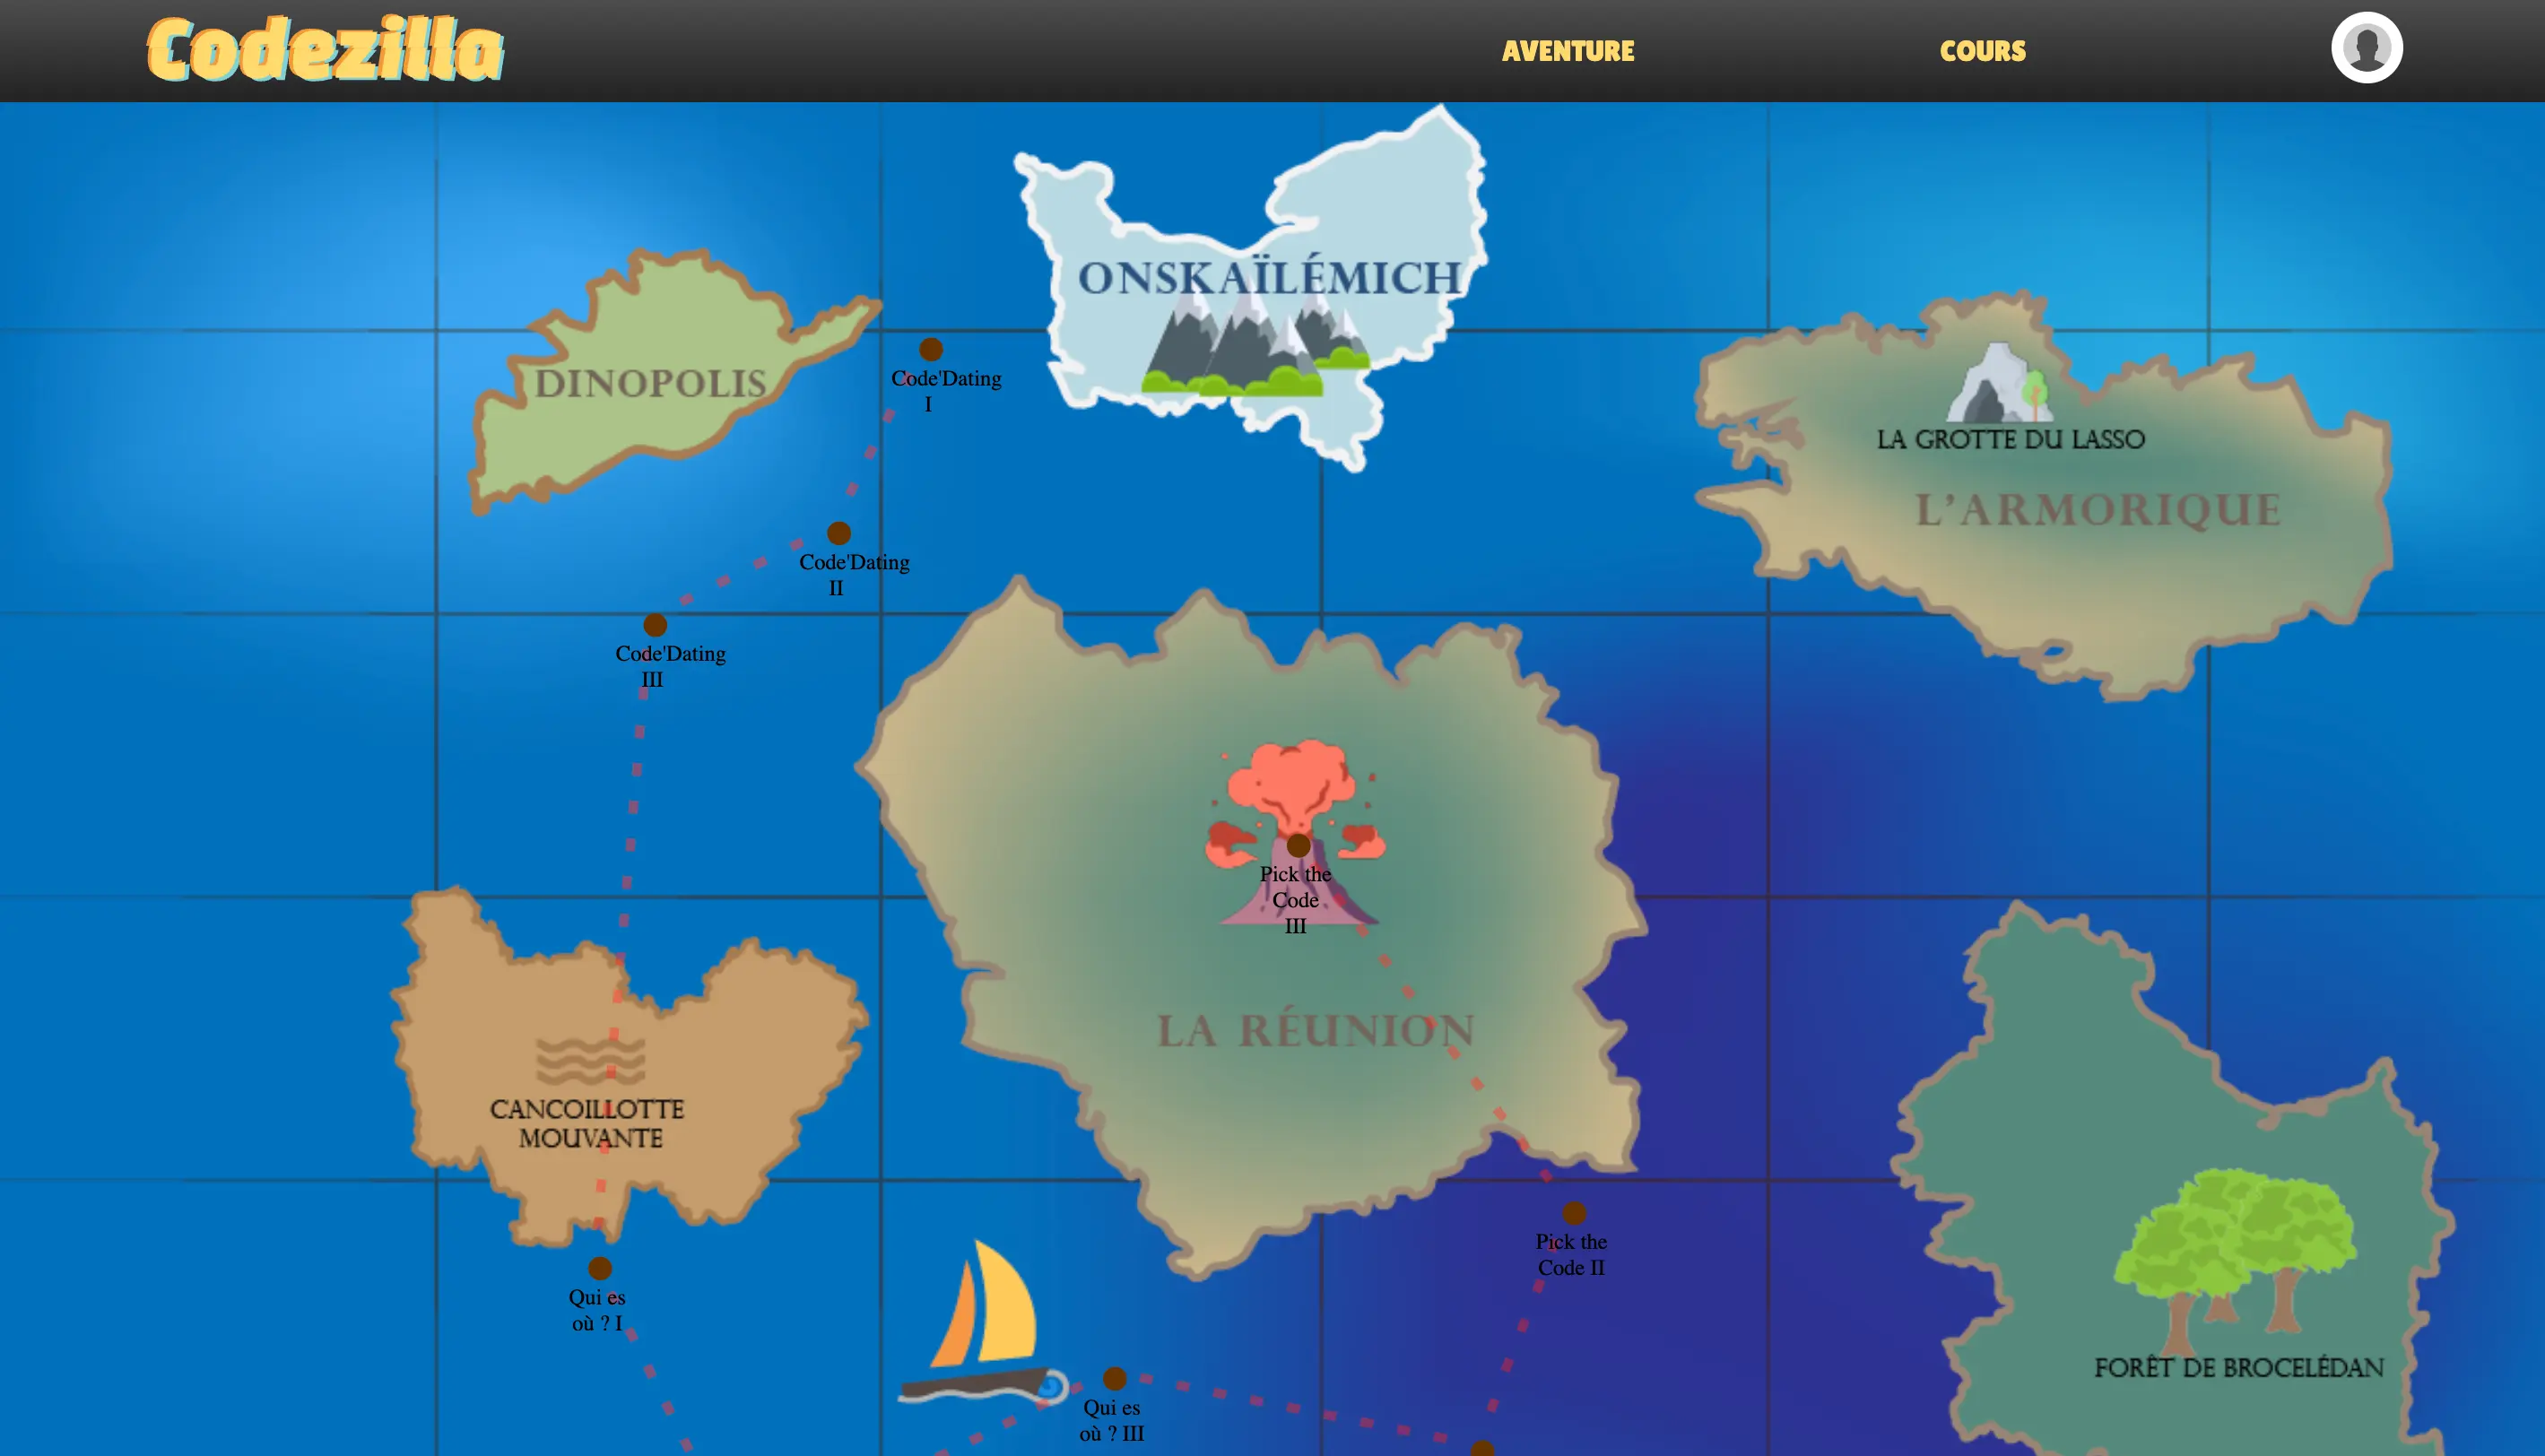 Codezilla
AVENTURE
COURS
ONSKAÏLÉMICH
DINOPOLIS
Code'Dating
I
LA GROTTE DU LASSO
L'ARMORIQUE
Code'Dating
II
Code'Dating
III
Pick the
Code
III
LA RÉUNION
CANCOILLOTTE
MOUVANTE
Pick the
Code II
Qui es
où ? I
FORÊT DE BROCELÉDAN
Qui es
où ? III